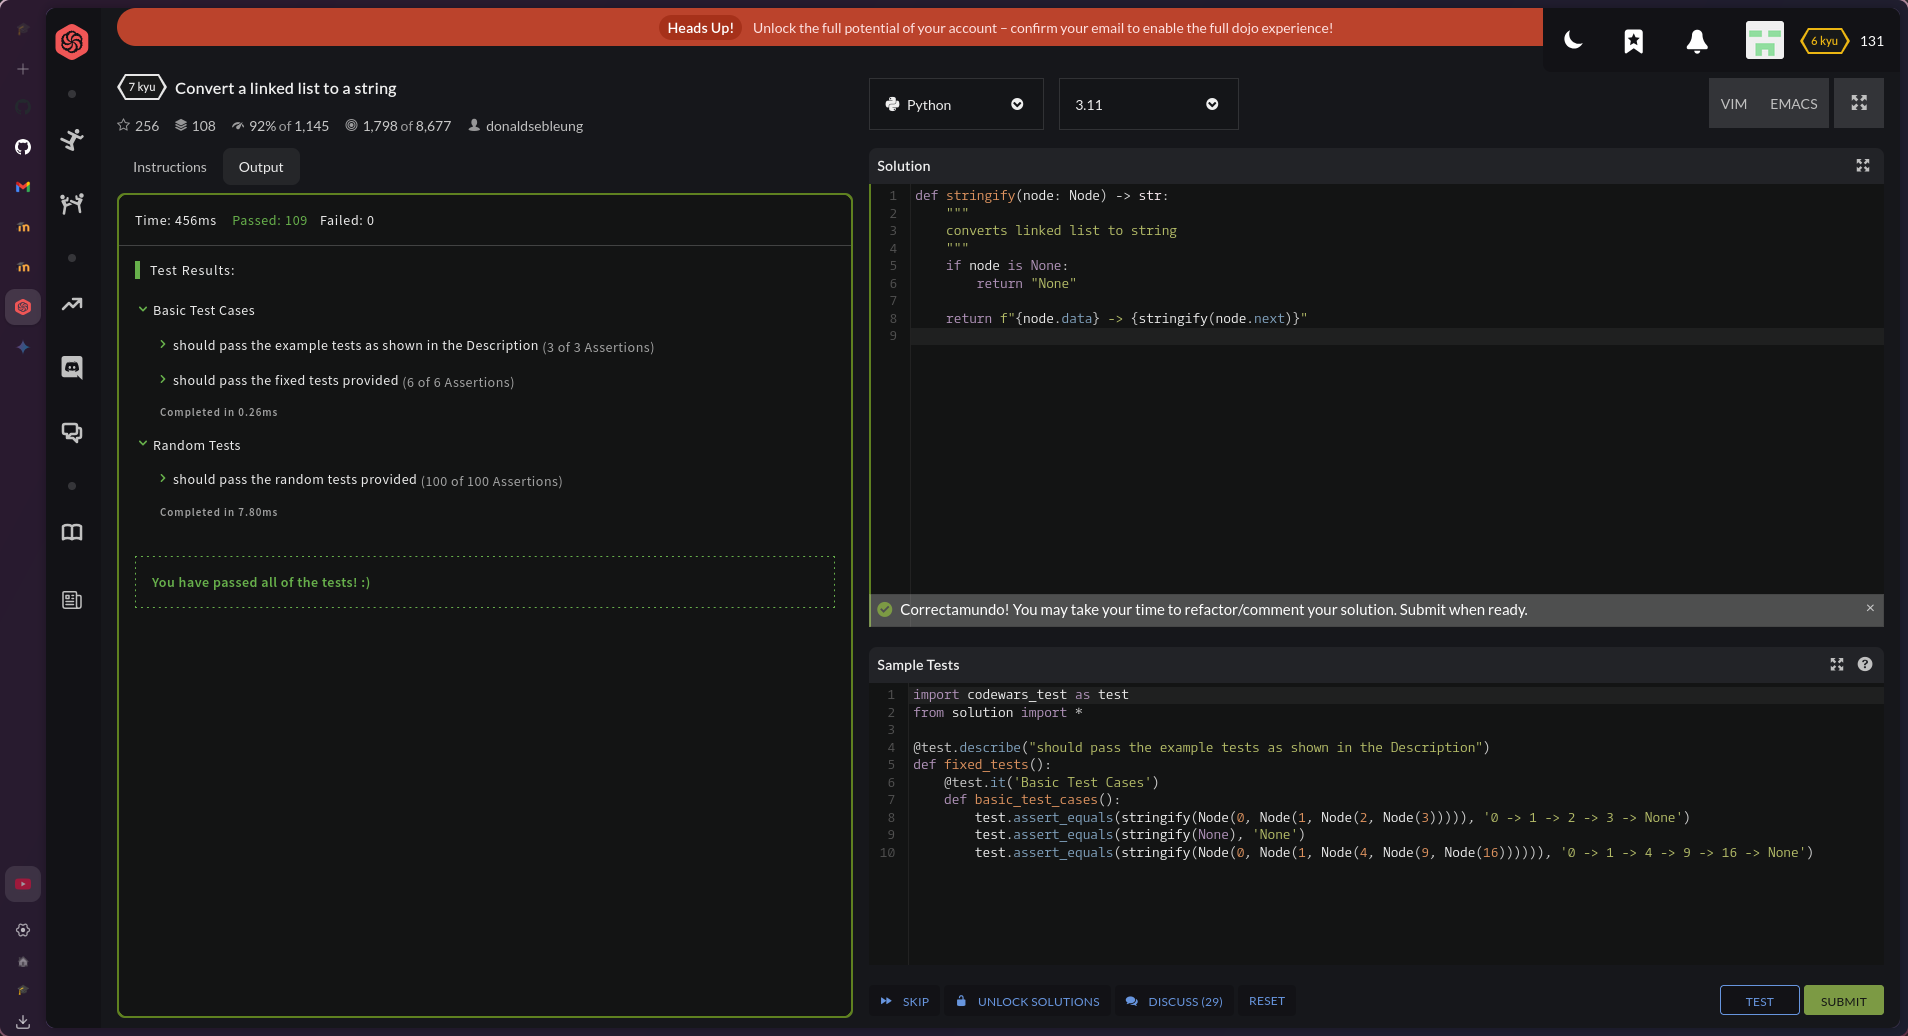 Heads Up! Unlock the full potential of your account – confirm your email to enable the full dojo experience!
6 kyu 131
7 kyu Convert a linked list to a string
256 108 92% of 1,145 1,798 of 8,677 donaldsebleung
Instructions Output
Time: 456ms Passed: 109 Failed: 0
Test Results:
Basic Test Cases
should pass the example tests as shown in the Description (3 of 3 Assertions)
should pass the fixed tests provided (6 of 6 Assertions)
Completed in 0.26ms
Random Tests
should pass the random tests provided (100 of 100 Assertions)
Completed in 7.80ms
You have passed all of the tests! :)
Python 3.11 VIM EMACS
Solution
1 def stringify(node: Node) -> str:
2     """
3     converts linked list to string
4     """
5     if node is None:
6         return "None"
7
8     return f"{node.data} -> {stringify(node.next)}"
9
Correctamundo! You may take your time to refactor/comment your solution. Submit when ready. ×
Sample Tests ?
1 import codewars_test as test
2 from solution import *
3
4 @test.describe("should pass the example tests as shown in the Description")
5 def fixed_tests():
6     @test.it('Basic Test Cases')
7     def basic_test_cases():
8         test.assert_equals(stringify(Node(0, Node(1, Node(2, Node(3))))), '0 -> 1 -> 2 -> 3 -> None')
9         test.assert_equals(stringify(None), 'None')
10         test.assert_equals(stringify(Node(0, Node(1, Node(4, Node(9, Node(16)))))), '0 -> 1 -> 4 -> 9 -> 16 -> None')
SKIP UNLOCK SOLUTIONS DISCUSS (29) RESET TEST SUBMIT